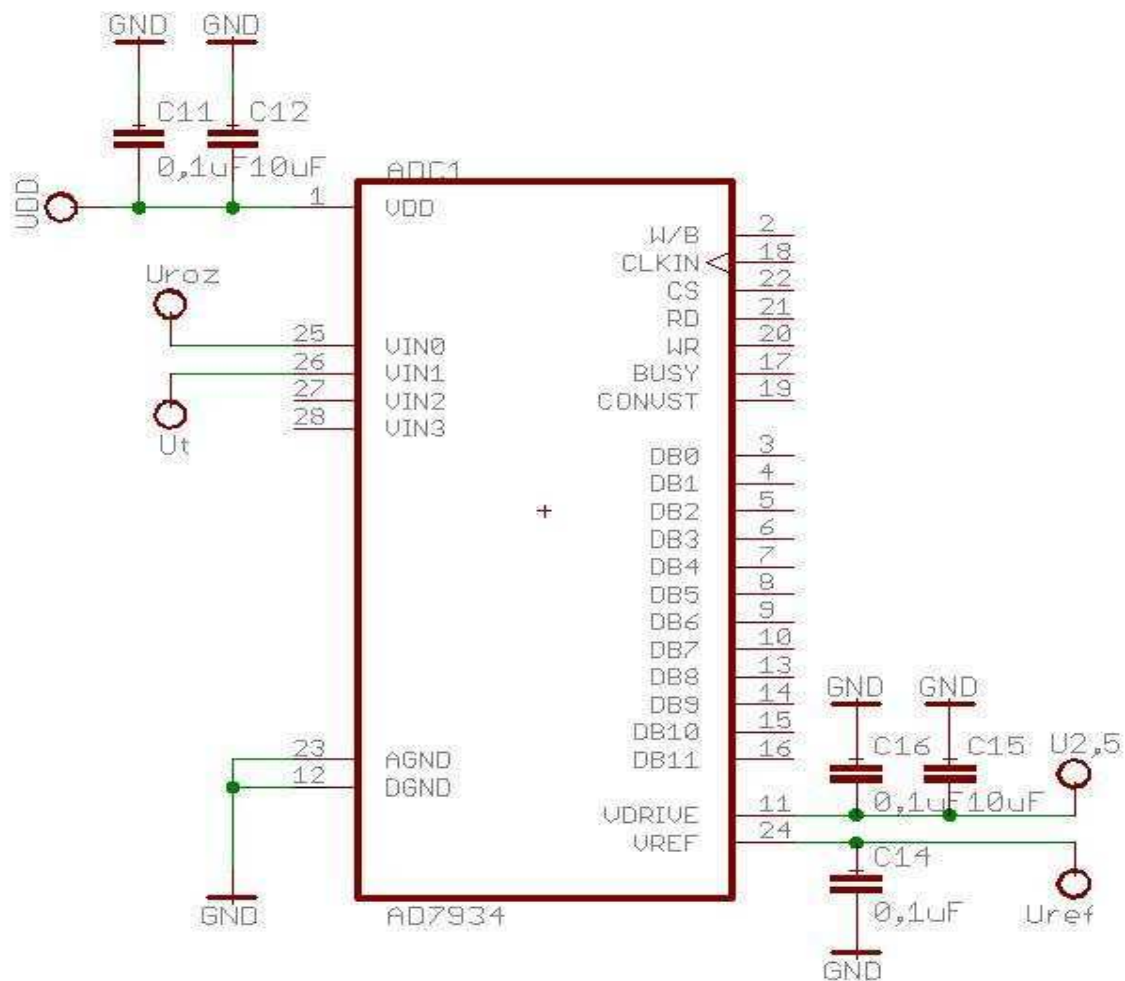 GND GND
C11 C12
0,1uF 10uF
ADC1
VDD
1 VDD
W/B 2
CLKIN 18
Uroz
CS 22
RD 21
25 VIN0
WR 20
26 VIN1
BUSY 17
27 VIN2
CONVST 19
28 VIN3
Ut
DB0 3
DB1 4
DB2 5
DB3 6
DB4 7
DB5 8
DB6 9
DB7 10
DB8 13
DB9 14
GND GND
DB10 15
23 AGND
DB11 16
C16 C15 U2,5
12 DGND
0,1uF 10uF
VDRIVE 11
VREF 24
C14
0,1uF
Uref
GND
AD7934
GND